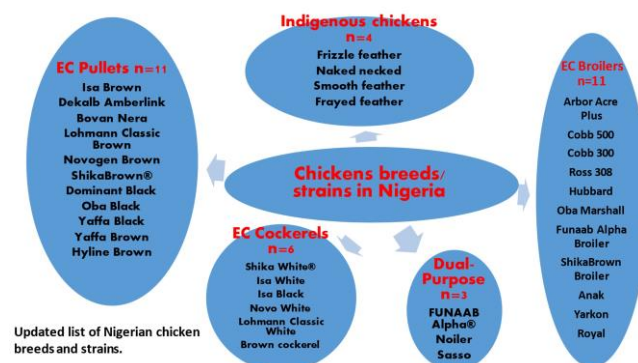 Indigenous chickens
n=4
Frizzle feather
Naked necked
Smooth feather
Frayed feather
EC Pullets n=11
Isa Brown
Dekalb Amberlink
Bovan Nera
Lohmann Classic
Brown
Novogen Brown
ShikaBrown®
Dominant Black
Oba Black
Yaffa Black
Yaffa Brown
Hyline Brown
EC Broilers
n=11
Arbor Acre
Plus
Cobb 500
Cobb 300
Ross 308
Hubbard
Oba Marshall
Funaab Alpha
Broiler
ShikaBrown
Broiler
Anak
Yarkon
Royal
Chickens breeds/
strains in Nigeria
EC Cockerels
n=6
Shika White®
Isa White
Isa Black
Novo White
Lohmann Classic
White
Brown cockerol
Dual-
Purpose
n=3
FUNAAB
Alpha®
Noiler
Sasso
Updated list of Nigerian chicken
breeds and strains.